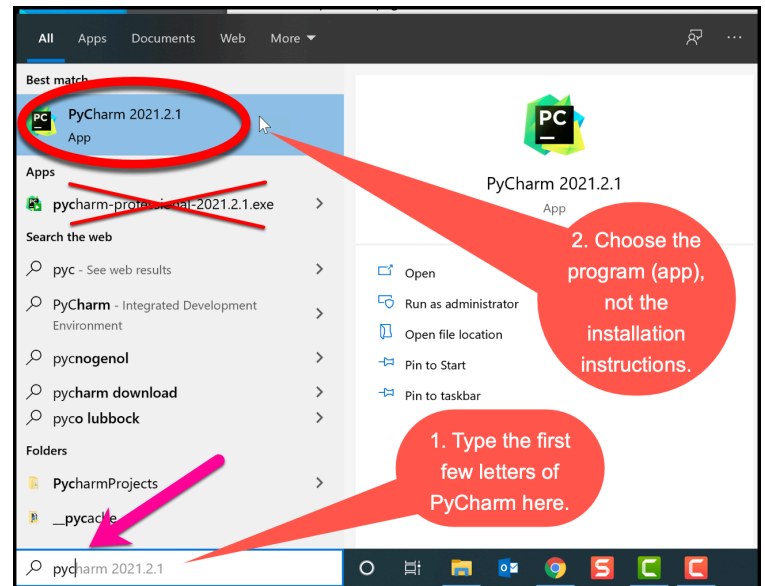 All Apps Documents Web More
Best match
PyCharm 2021.2.1
App
Apps
pycharm-professional-2021.2.1.exe
Search the web
pyc - See web results
PyCharm - Integrated Development
Environment
pycnogenol
pycharm download
pyco lubbock
Folders
PycharmProjects
__pycache
pycharm 2021.2.1
PC
PC
PyCharm 2021.2.1
App
Open
Run as administrator
Open file location
Pin to Start
Pin to taskbar
2. Choose the
program (app),
not the
installation
instructions.
1. Type the first
few letters of
PyCharm here.